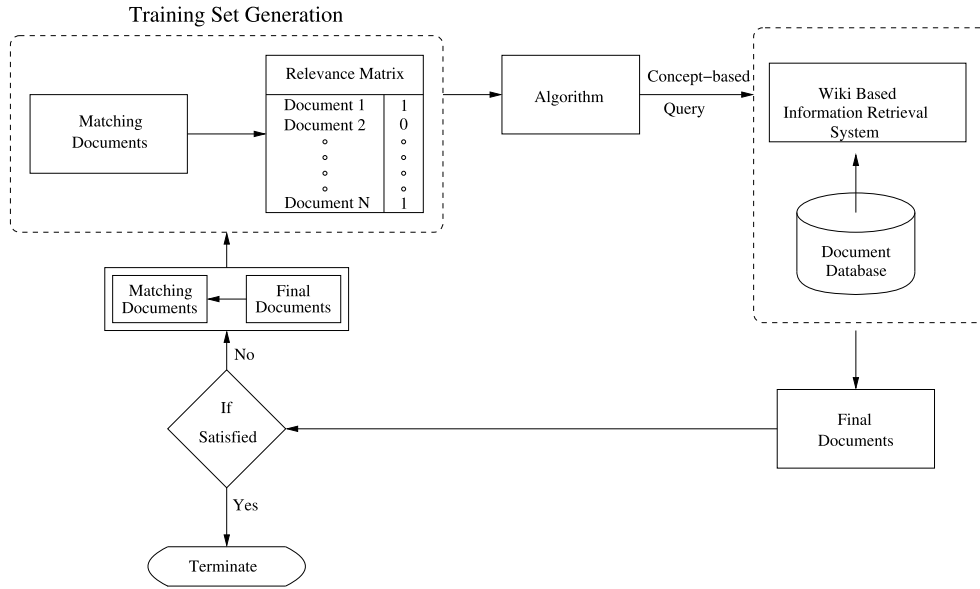 Training Set Generation
Matching
Documents
Relevance Matrix
Document 1 1
Document 2 0
Document N 1
Algorithm
Concept−based
Query
Wiki Based
Information Retrieval
System
Document
Database
Matching
Documents
Final
Documents
No
If
Satisfied
Yes
Terminate
Final
Documents